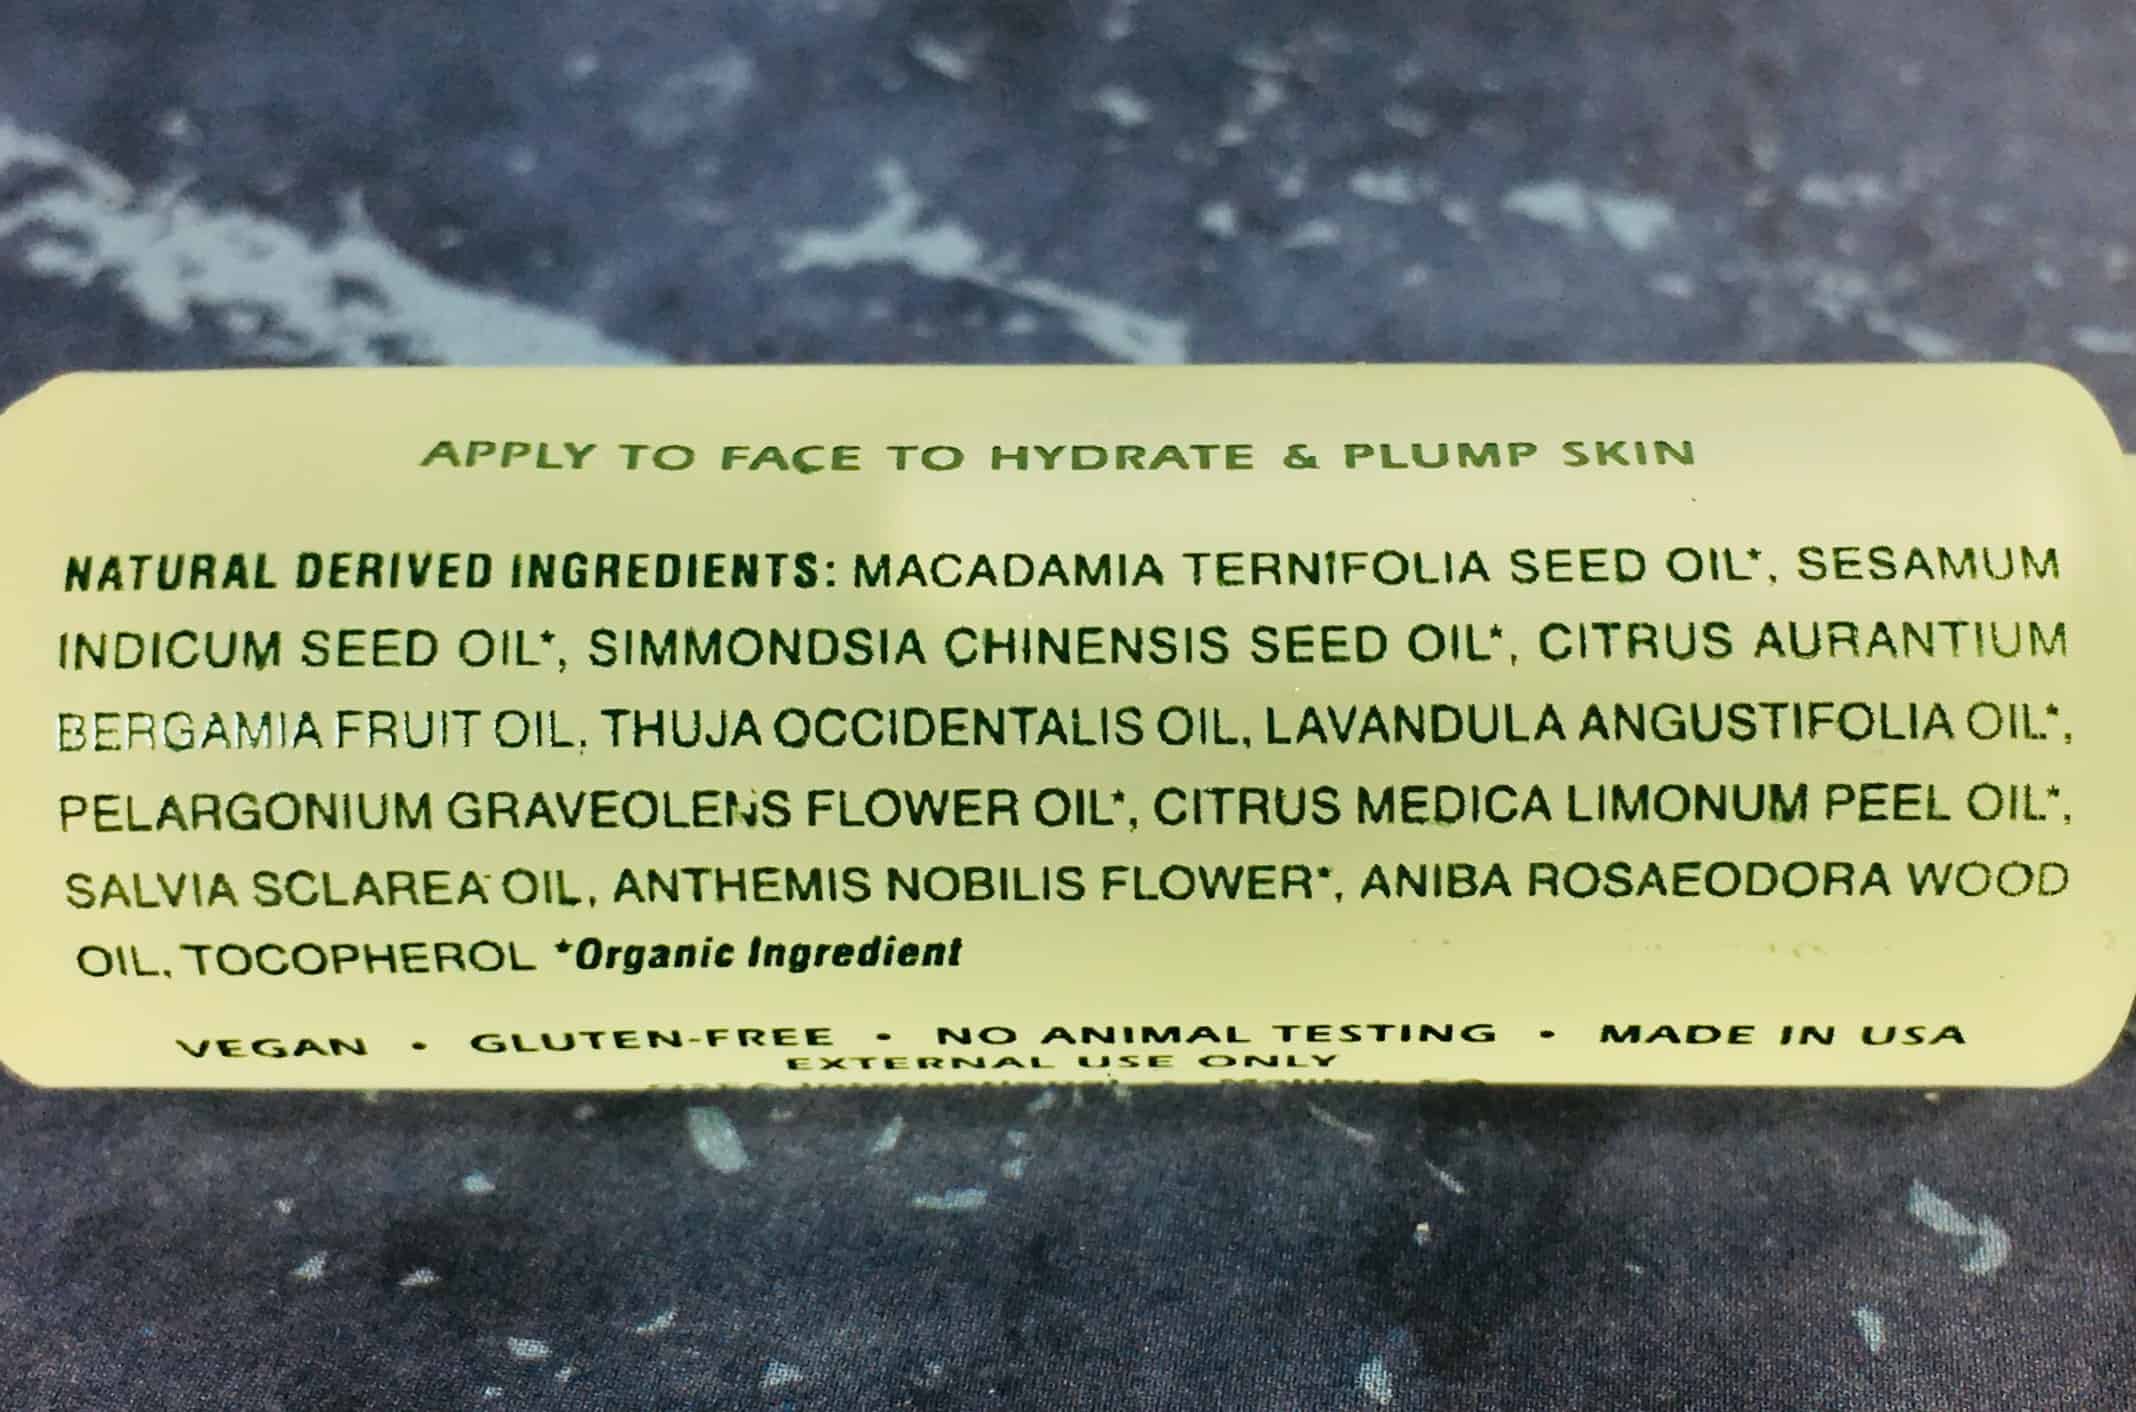 APPLY TO FACE TO HYDRATE & PLUMP SKIN
NATURAL DERIVED INGREDIENTS: MACADAMIA TERNIFOLIA SEED OIL*, SESAMUM
INDICUM SEED OIL*, SIMMONDSIA CHINENSIS SEED OIL*, CITRUS AURANTIUM
BERGAMIA FRUIT OIL, THUJA OCCIDENTALIS OIL, LAVANDULA ANGUSTIFOLIA OIL*,
PELARGONIUM GRAVEOLENS FLOWER OIL*, CITRUS MEDICA LIMONUM PEEL OIL*,
SALVIA SCLAREA OIL, ANTHEMIS NOBILIS FLOWER*, ANIBA ROSAEODORA WOOD
OIL, TOCOPHEROL *Organic Ingredient
VEGAN • GLUTEN-FREE • NO ANIMAL TESTING • MADE IN USA
EXTERNAL USE ONLY